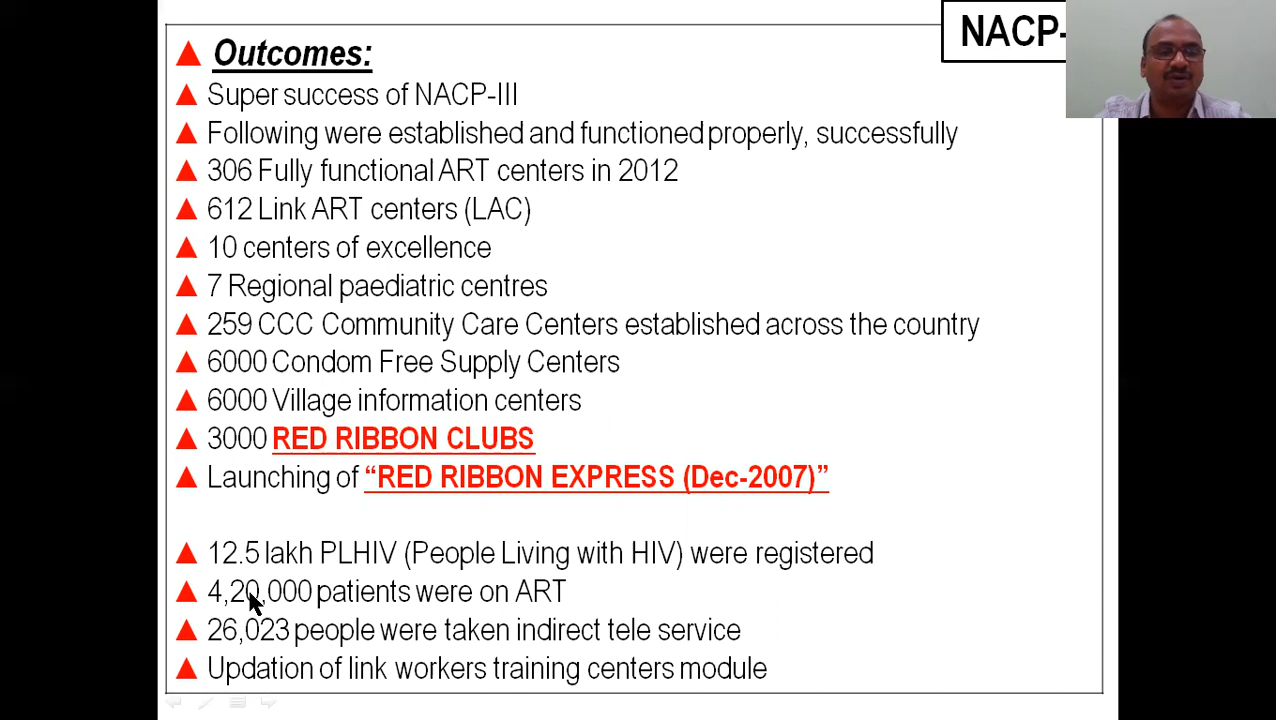 NACP-
Outcomes:
Super success of NACP-III
Following were established and functioned properly, successfully
306 Fully functional ART centers in 2012
612 Link ART centers (LAC)
10 centers of excellence
7 Regional paediatric centres
259 CCC Community Care Centers established across the country
6000 Condom Free Supply Centers
6000 Village information centers
3000 RED RIBBON CLUBS
Launching of “RED RIBBON EXPRESS (Dec-2007)”
12.5 lakh PLHIV (People Living with HIV) were registered
4,20,000 patients were on ART
26,023 people were taken indirect tele service
Updation of link workers training centers module